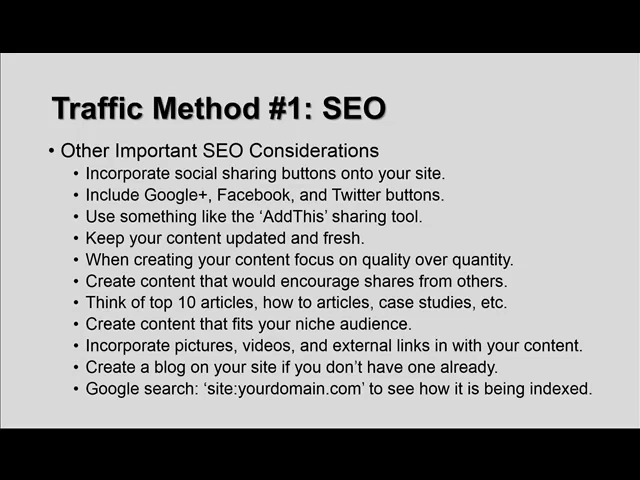 Traffic Method #1: SEO
• Other Important SEO Considerations
• Incorporate social sharing buttons onto your site.
• Include Google+, Facebook, and Twitter buttons.
• Use something like the ‘AddThis’ sharing tool.
• Keep your content updated and fresh.
• When creating your content focus on quality over quantity.
• Create content that would encourage shares from others.
• Think of top 10 articles, how to articles, case studies, etc.
• Create content that fits your niche audience.
• Incorporate pictures, videos, and external links in with your content.
• Create a blog on your site if you don’t have one already.
• Google search: ‘site:yourdomain.com’ to see how it is being indexed.